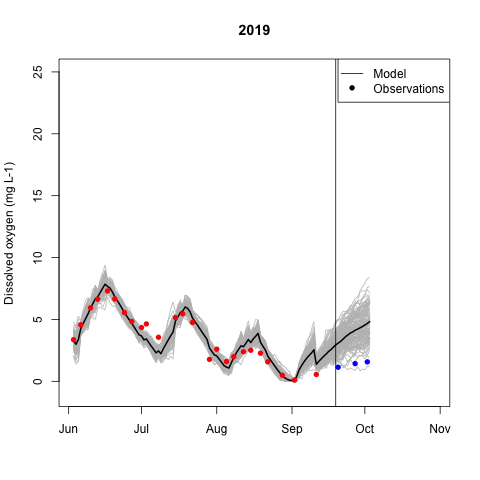 2019
Model
Observations
Dissolved oxygen (mg L-1)
25
20
15
10
5
0
Jun Jul Aug Sep Oct Nov